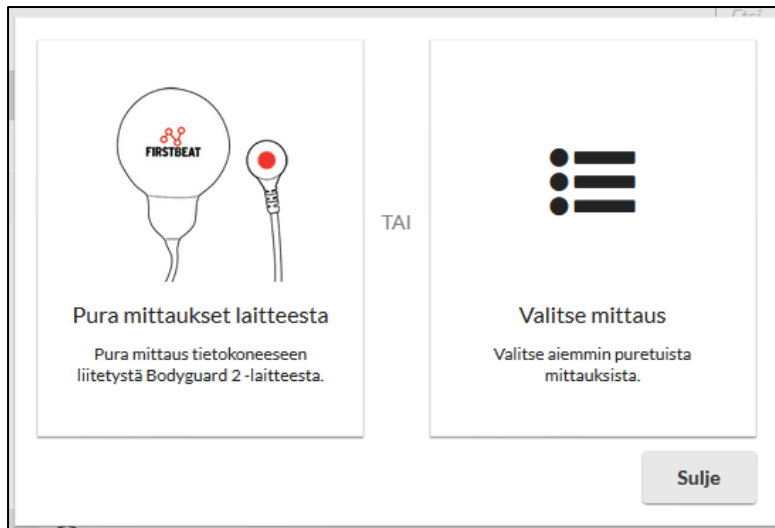 Etsi
FIRSTBEAT
TAI
Pura mittaukset laitteesta
Pura mittaus tietokoneeseen
liitetystä Bodyguard 2 -laitteesta.
Valitse mittaus
Valitse aiemmin puretuista
mittauksista.
Sulje